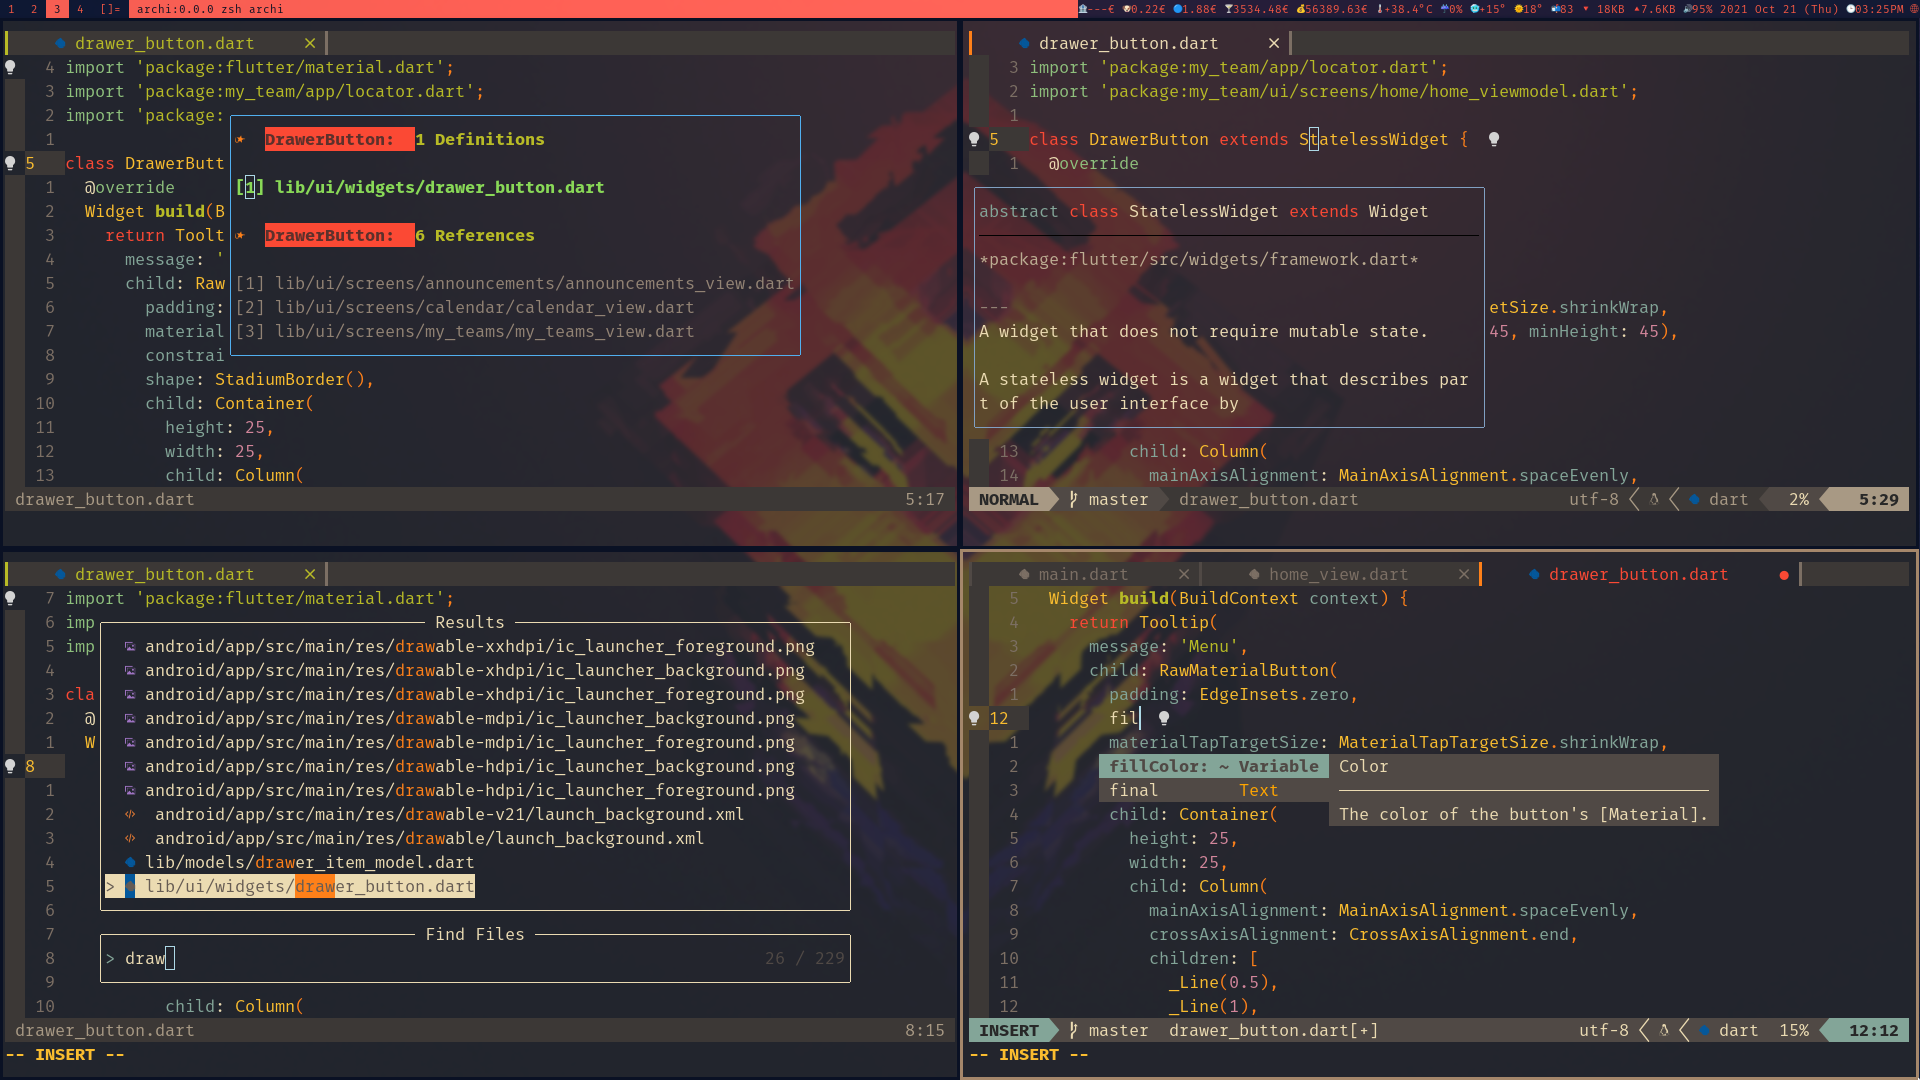 1 2 3 4 []= archi:0.0.0 zsh archi
---€ 0.22€ 1.88€ 3534.48€ 56389.63€ +38.4°C 0% +15° 18° 83 18KB 7.6KB 95% 2021 Oct 21 (Thu) 03:25PM
drawer_button.dart ×
4 import 'package:flutter/material.dart';
3 import 'package:my_team/app/locator.dart';
2 import 'package:
1
5 class DrawerButt
1 @override
2 Widget build(B
3 return Toolt
4 message: '
5 child: Raw
6 padding:
7 material
8 constrai
9 shape: StadiumBorder(),
10 child: Container(
11 height: 25,
12 width: 25,
13 child: Column(
DrawerButton: 1 Definitions
[1] lib/ui/widgets/drawer_button.dart
DrawerButton: 6 References
[1] lib/ui/screens/announcements/announcements_view.dart
[2] lib/ui/screens/calendar/calendar_view.dart
[3] lib/ui/screens/my_teams/my_teams_view.dart
drawer_button.dart 5:17
drawer_button.dart ×
3 import 'package:my_team/app/locator.dart';
2 import 'package:my_team/ui/screens/home/home_viewmodel.dart';
1
5 class DrawerButton extends StatelessWidget {
1 @override
abstract class StatelessWidget extends Widget
*package:flutter/src/widgets/framework.dart*
---
A widget that does not require mutable state.
A stateless widget is a widget that describes par
t of the user interface by
etSize.shrinkWrap,
45, minHeight: 45),
13 child: Column(
14 mainAxisAlignment: MainAxisAlignment.spaceEvenly,
NORMAL master drawer_button.dart utf-8 dart 2% 5:29
drawer_button.dart ×
7 import 'package:flutter/material.dart';
6 imp
5 imp
4
3 cla
2 @
1 W
8
1
2
3
4
5
6
7
8
9
10 child: Column(
Results
android/app/src/main/res/drawable-xxhdpi/ic_launcher_foreground.png
android/app/src/main/res/drawable-xhdpi/ic_launcher_background.png
android/app/src/main/res/drawable-xhdpi/ic_launcher_foreground.png
android/app/src/main/res/drawable-mdpi/ic_launcher_background.png
android/app/src/main/res/drawable-mdpi/ic_launcher_foreground.png
android/app/src/main/res/drawable-hdpi/ic_launcher_background.png
android/app/src/main/res/drawable-hdpi/ic_launcher_foreground.png
android/app/src/main/res/drawable-v21/launch_background.xml
android/app/src/main/res/drawable/launch_background.xml
lib/models/drawer_item_model.dart
> lib/ui/widgets/drawer_button.dart
Find Files
> draw 26 / 229
drawer_button.dart 8:15
-- INSERT --
main.dart × home_view.dart × drawer_button.dart ●
5 Widget build(BuildContext context) {
4 return Tooltip(
3 message: 'Menu',
2 child: RawMaterialButton(
1 padding: EdgeInsets.zero,
12 fil
1 materialTapTargetSize: MaterialTapTargetSize.shrinkWrap,
2 fillColor: ~ Variable Color
3 final Text
4 child: Container( The color of the button's [Material].
5 height: 25,
6 width: 25,
7 child: Column(
8 mainAxisAlignment: MainAxisAlignment.spaceEvenly,
9 crossAxisAlignment: CrossAxisAlignment.end,
10 children: [
11 _Line(0.5),
12 _Line(1),
INSERT master drawer_button.dart[+] utf-8 dart 15% 12:12
-- INSERT --